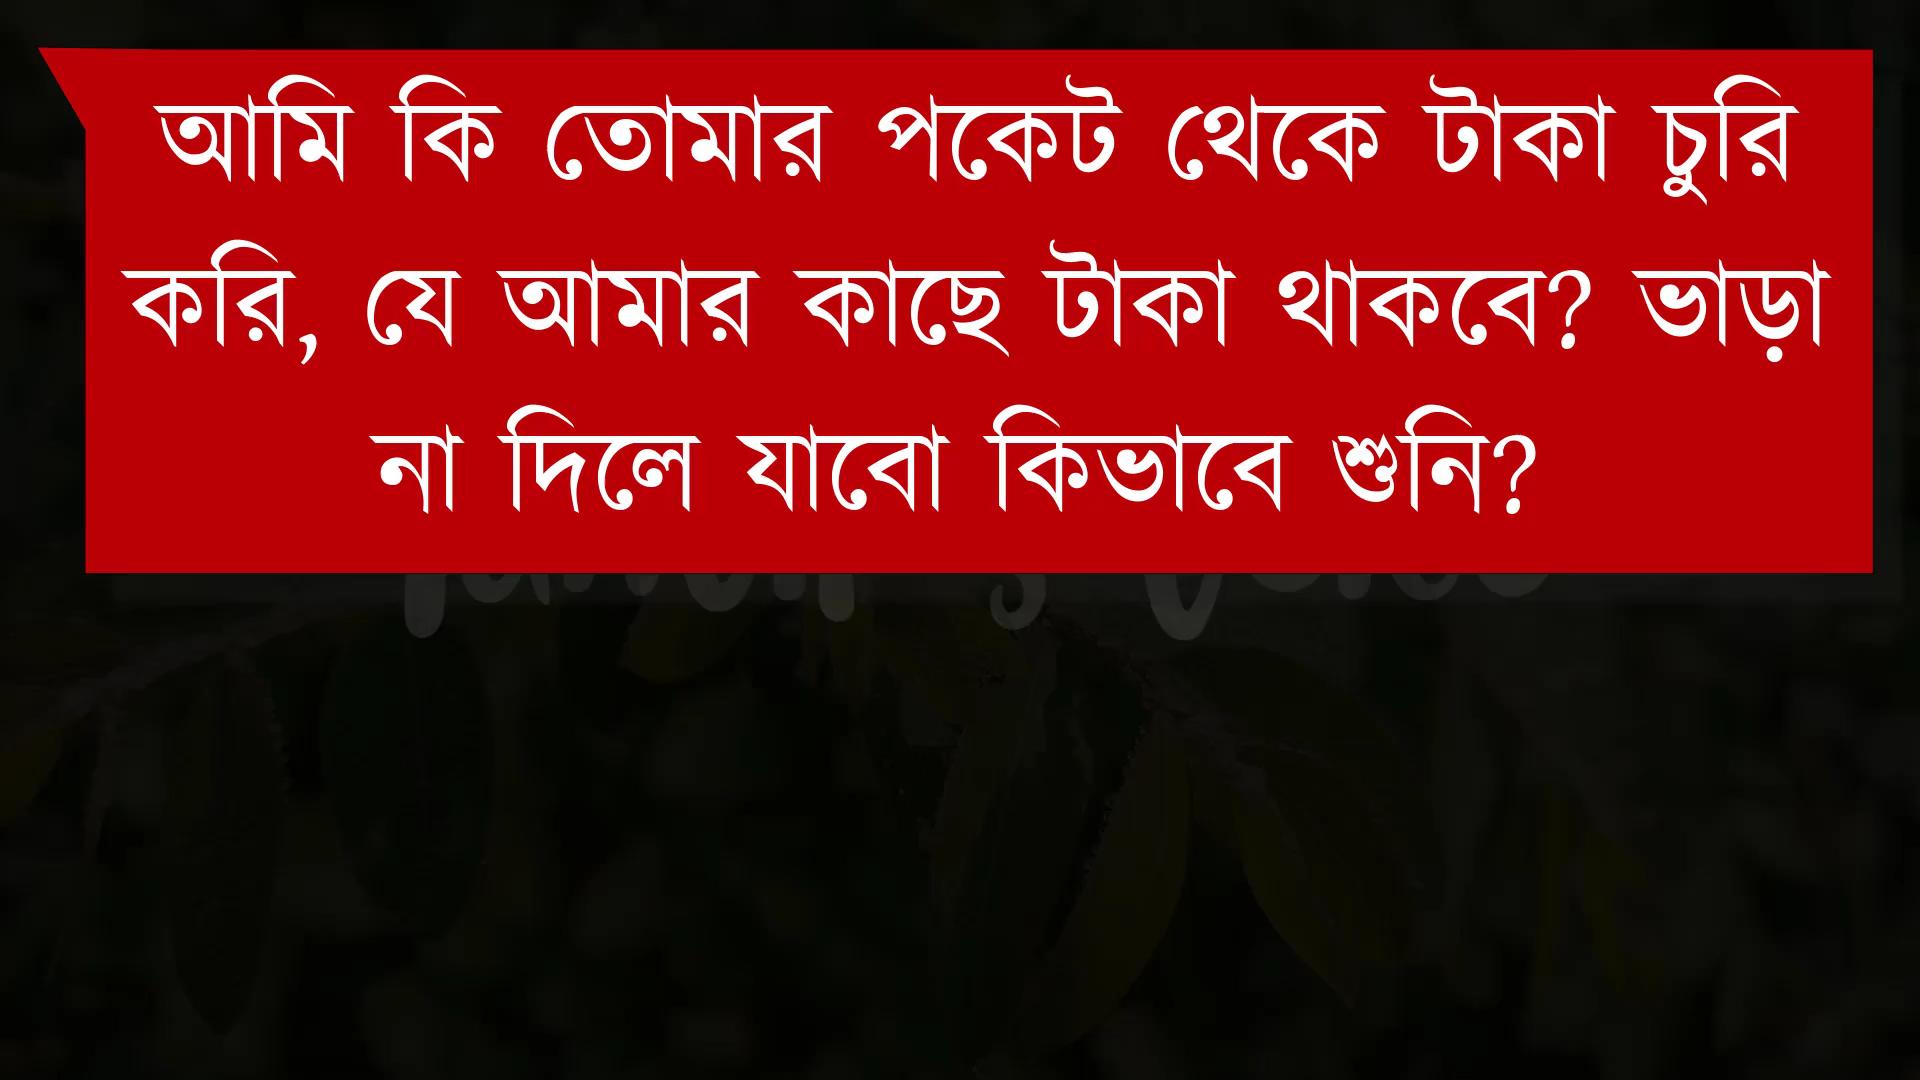 আমি কি তোমার পকেট থেকে টাকা চুরি
করি, যে আমার কাছে টাকা থাকবে? ভাড়া
না দিলে যাবো কিভাবে শুনি?